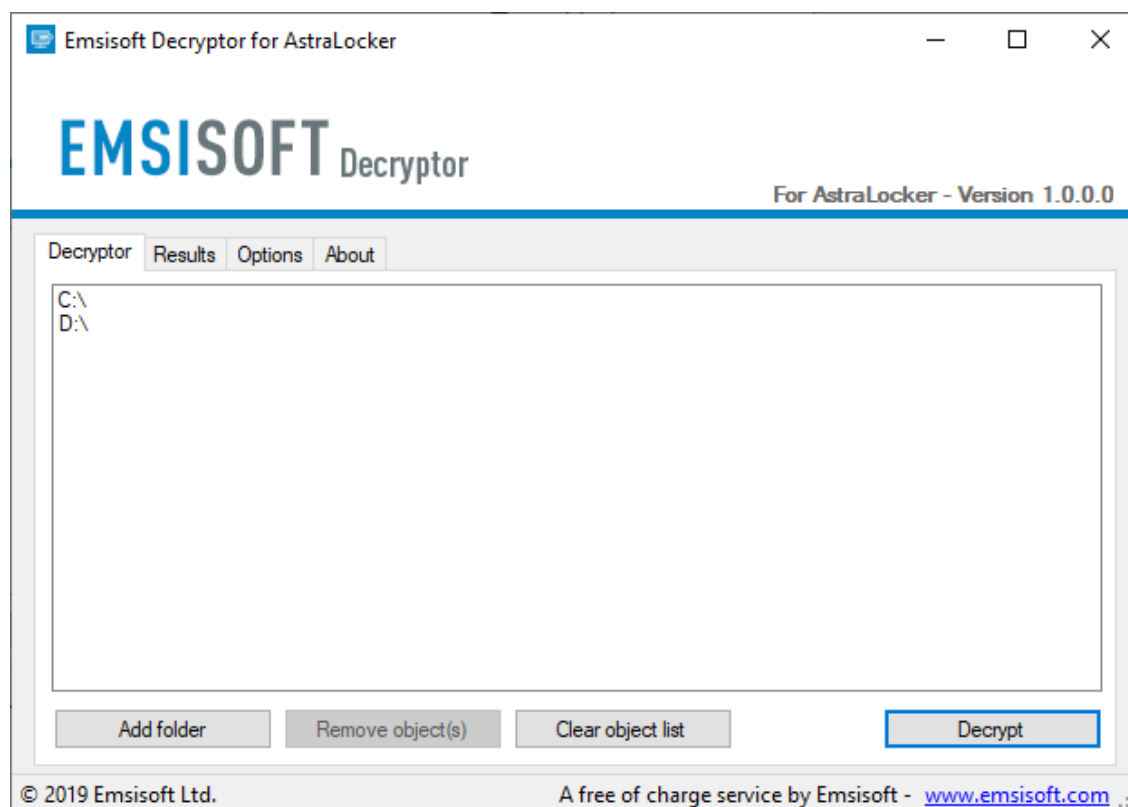 Emsisoft Decryptor for AstraLocker
EMSISOFT Decryptor
For AstraLocker - Version 1.0.0.0
Decryptor Results Options About
C:\
D:\
Add folder Remove object(s) Clear object list Decrypt
© 2019 Emsisoft Ltd. A free of charge service by Emsisoft - www.emsisoft.com